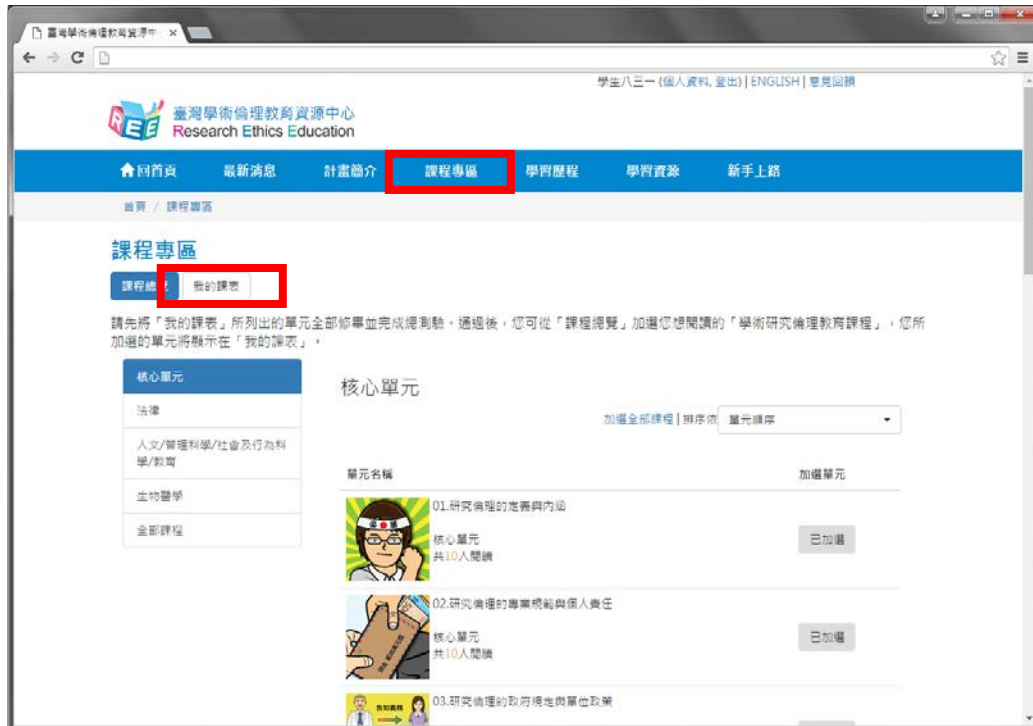 臺灣學術倫理教育資源中
學生八三一 (個人資料, 登出) | ENGLISH | 意見回饋
REE
臺灣學術倫理教育資源中心
Research Ethics Education
回首頁 最新消息 計畫簡介 課程專區 學習歷程 學習資源 新手上路
首頁 / 課程專區
課程專區
課程總覽 我的課表
請先將「我的課表」所列出的單元全部修畢並完成總測驗。通過後，您可從「課程總覽」加選您想閱讀的「學術研究倫理教育課程」，您所
加選的單元將顯示在「我的課表」。
核心單元
法律
人文/管理科學/社會及行為科
學/教育
生物醫學
全部課程
核心單元
加選全部課程 | 排序依 單元順序
單元名稱 加選單元
01.研究倫理的定義與內涵
核心單元
共10人閱讀
已加選
02.研究倫理的專業規範與個人責任
核心單元
共10人閱讀
已加選
03.研究倫理的政府規定與單位政策
告知義務